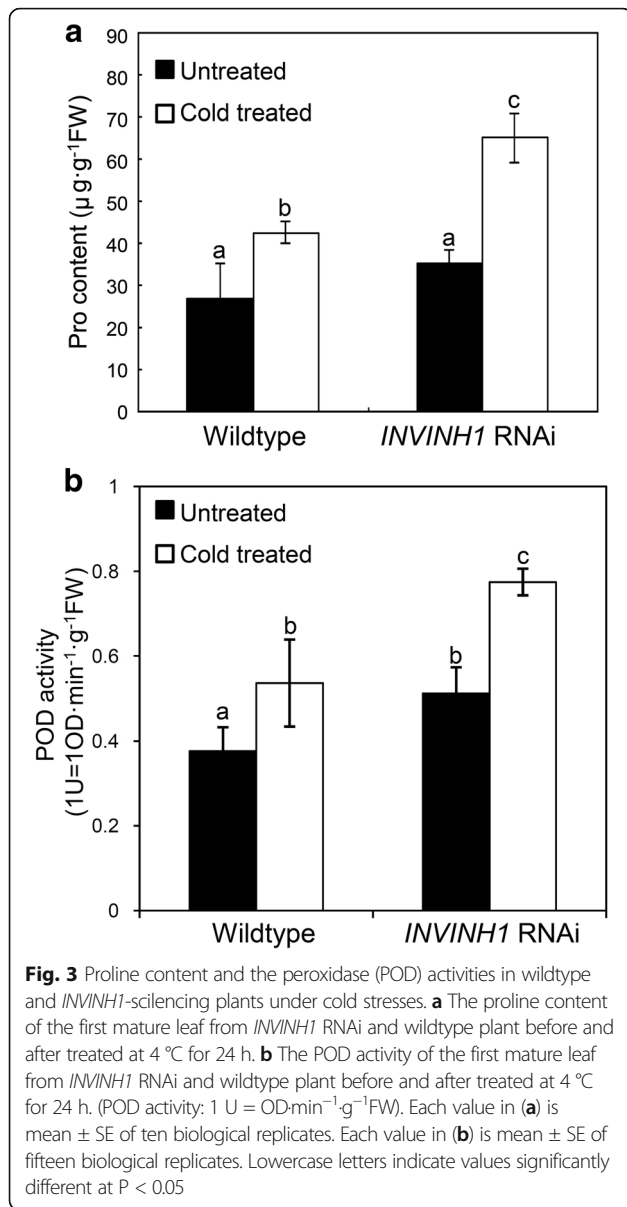 a
90
80
70
60
50
40
30
20
10
0
Pro content (μ g·g⁻¹FW)
Untreated
Cold treated
a
b
a
c
Wildtype
INVINH1 RNAi
b
1
0.8
0.6
0.4
0.2
0
POD activity
(1U=1OD·min⁻¹·g⁻¹FW)
Untreated
Cold treated
a
b
b
c
Wildtype
INVINH1 RNAi
Fig. 3 Proline content and the peroxidase (POD) activities in wildtype
and INVINH1-scilencing plants under cold stresses. a The proline content
of the first mature leaf from INVINH1 RNAi and wildtype plant before and
after treated at 4 °C for 24 h. b The POD activity of the first mature leaf
from INVINH1 RNAi and wildtype plant before and after treated at 4 °C
for 24 h. (POD activity: 1 U = OD·min⁻¹·g⁻¹FW). Each value in (a) is
mean ± SE of ten biological replicates. Each value in (b) is mean ± SE of
fifteen biological replicates. Lowercase letters indicate values significantly
different at P < 0.05